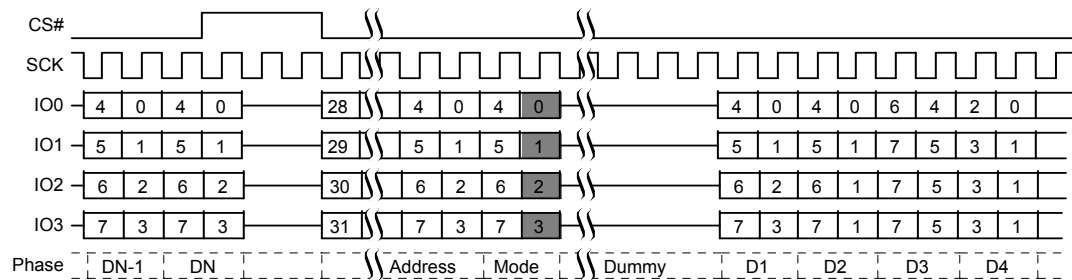 CS#
SCK
IO0 4 0 4 0 28 4 0 4 0 4 0 4 0 6 4 2 0
IO1 5 1 5 1 29 5 1 5 1 5 1 5 1 7 5 3 1
IO2 6 2 6 2 30 6 2 6 2 6 2 6 1 7 5 3 1
IO3 7 3 7 3 31 7 3 7 3 7 3 7 1 7 5 3 1
Phase DN-1 DN Address Mode Dummy D1 D2 D3 D4